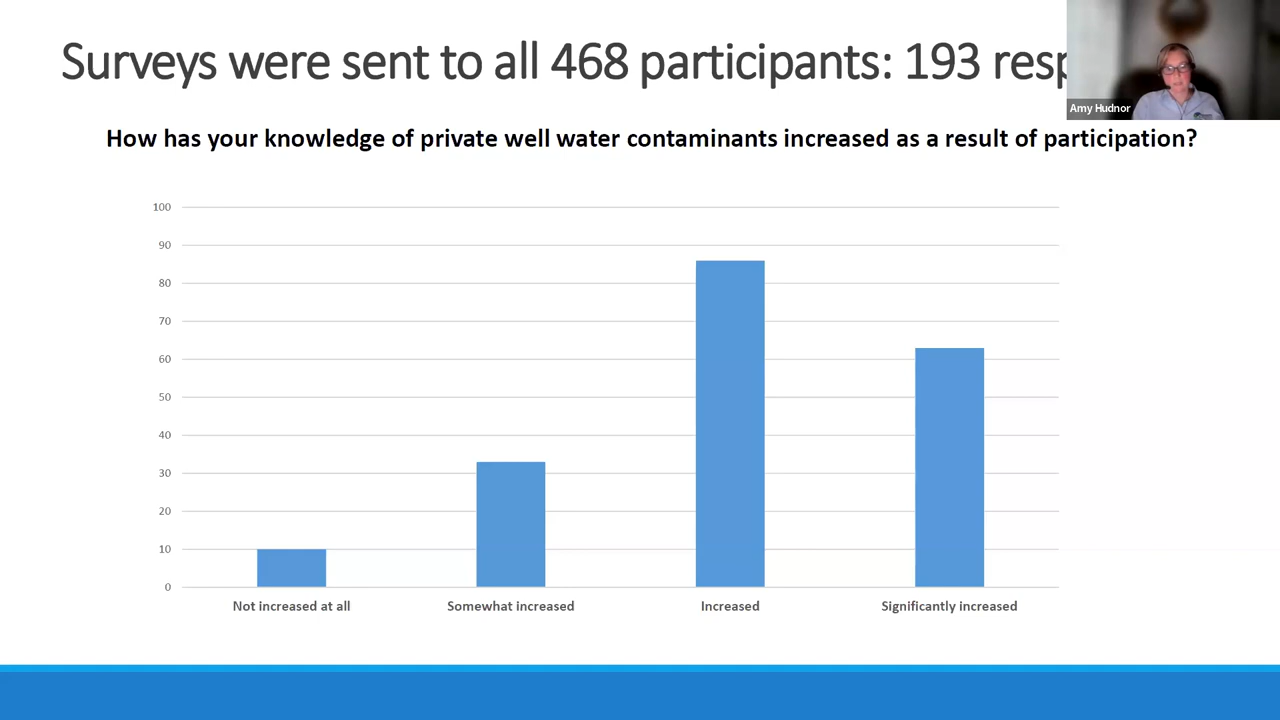 Surveys were sent to all 468 participants: 193
Amy Hudnor
How has your knowledge of private well water contaminants increased as a result of participation?
100
90
80
70
60
50
40
30
20
10
0
Not increased at all
Somewhat increased
Increased
Significantly increased